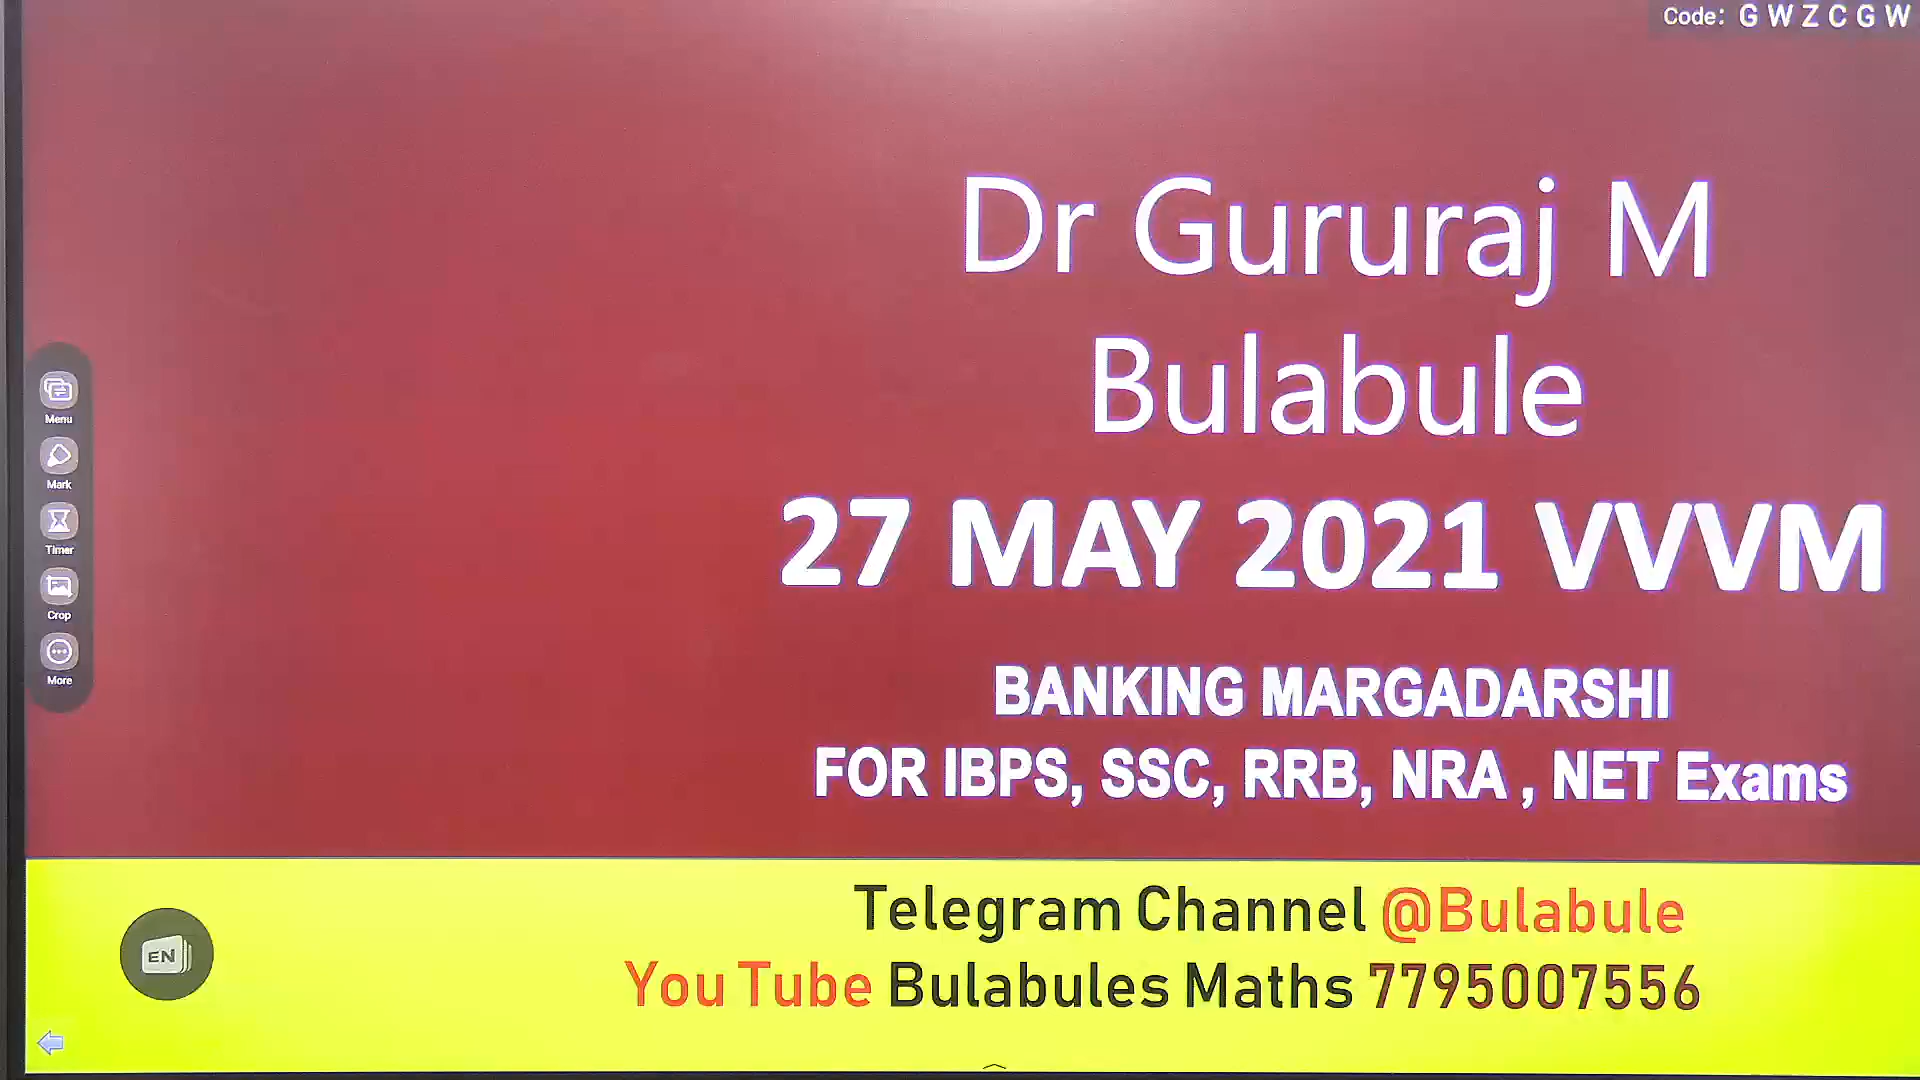 Code: G W Z C G W
Dr Gururaj M
Bulabule
27 MAY 2021 VVVM
BANKING MARGADARSHI
FOR IBPS, SSC, RRB, NRA , NET Exams
Menu
Mark
Timer
Crop
More
Telegram Channel @Bulabule
EN
You Tube Bulabules Maths 7795007556